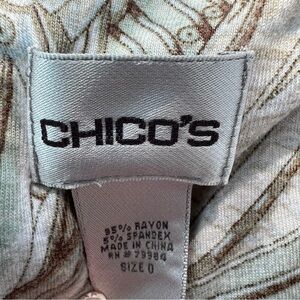 CHICO'S
95% RAYON
5% SPANDEX
MADE IN CHINA
RN # 79984
SIZE 0